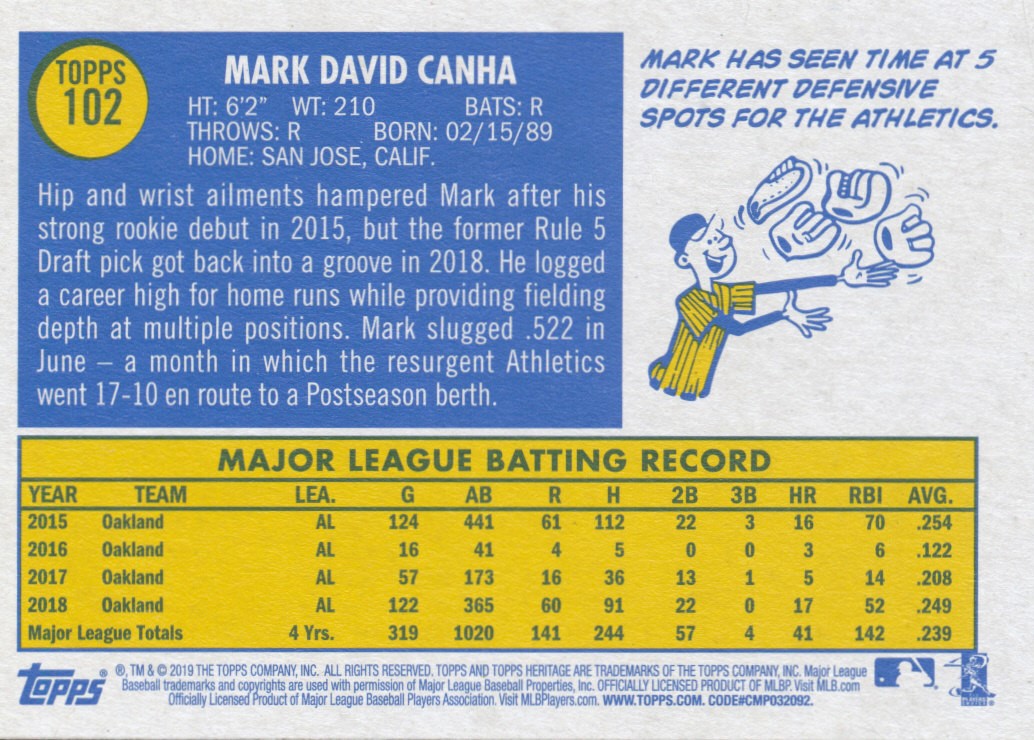 TOPPS
102
MARK DAVID CANHA
HT: 6'2" WT: 210 BATS: R
THROWS: R BORN: 02/15/89
HOME: SAN JOSE, CALIF.
Hip and wrist ailments hampered Mark after his
strong rookie debut in 2015, but the former Rule 5
Draft pick got back into a groove in 2018. He logged
a career high for home runs while providing fielding
depth at multiple positions. Mark slugged .522 in
June – a month in which the resurgent Athletics
went 17-10 en route to a Postseason berth.
MARK HAS SEEN TIME AT 5
DIFFERENT DEFENSIVE
SPOTS FOR THE ATHLETICS.
MAJOR LEAGUE BATTING RECORD
YEAR TEAM LEA. G AB R H 2B 3B HR RBI AVG.
2015 Oakland AL 124 441 61 112 22 3 16 70 .254
2016 Oakland AL 16 41 4 5 0 0 3 6 .122
2017 Oakland AL 57 173 16 36 13 1 5 14 .208
2018 Oakland AL 122 365 60 91 22 0 17 52 .249
Major League Totals 4 Yrs. 319 1020 141 244 57 4 41 142 .239
TOPPS® ®, TM & © 2019 THE TOPPS COMPANY, INC. ALL RIGHTS RESERVED. TOPPS AND TOPPS HERITAGE ARE TRADEMARKS OF THE TOPPS COMPANY, INC. Major League
Baseball trademarks and copyrights are used with permission of Major League Baseball Properties, Inc. OFFICIALLY LICENSED PRODUCT OF MLBP. Visit MLB.com
Officially Licensed Product of Major League Baseball Players Association. Visit MLBPlayers.com. WWW.TOPPS.COM. CODE#CMP032092.